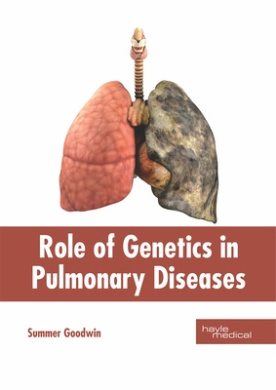 Role of Genetics in
Pulmonary Diseases
Summer Goodwin
hayle
medical